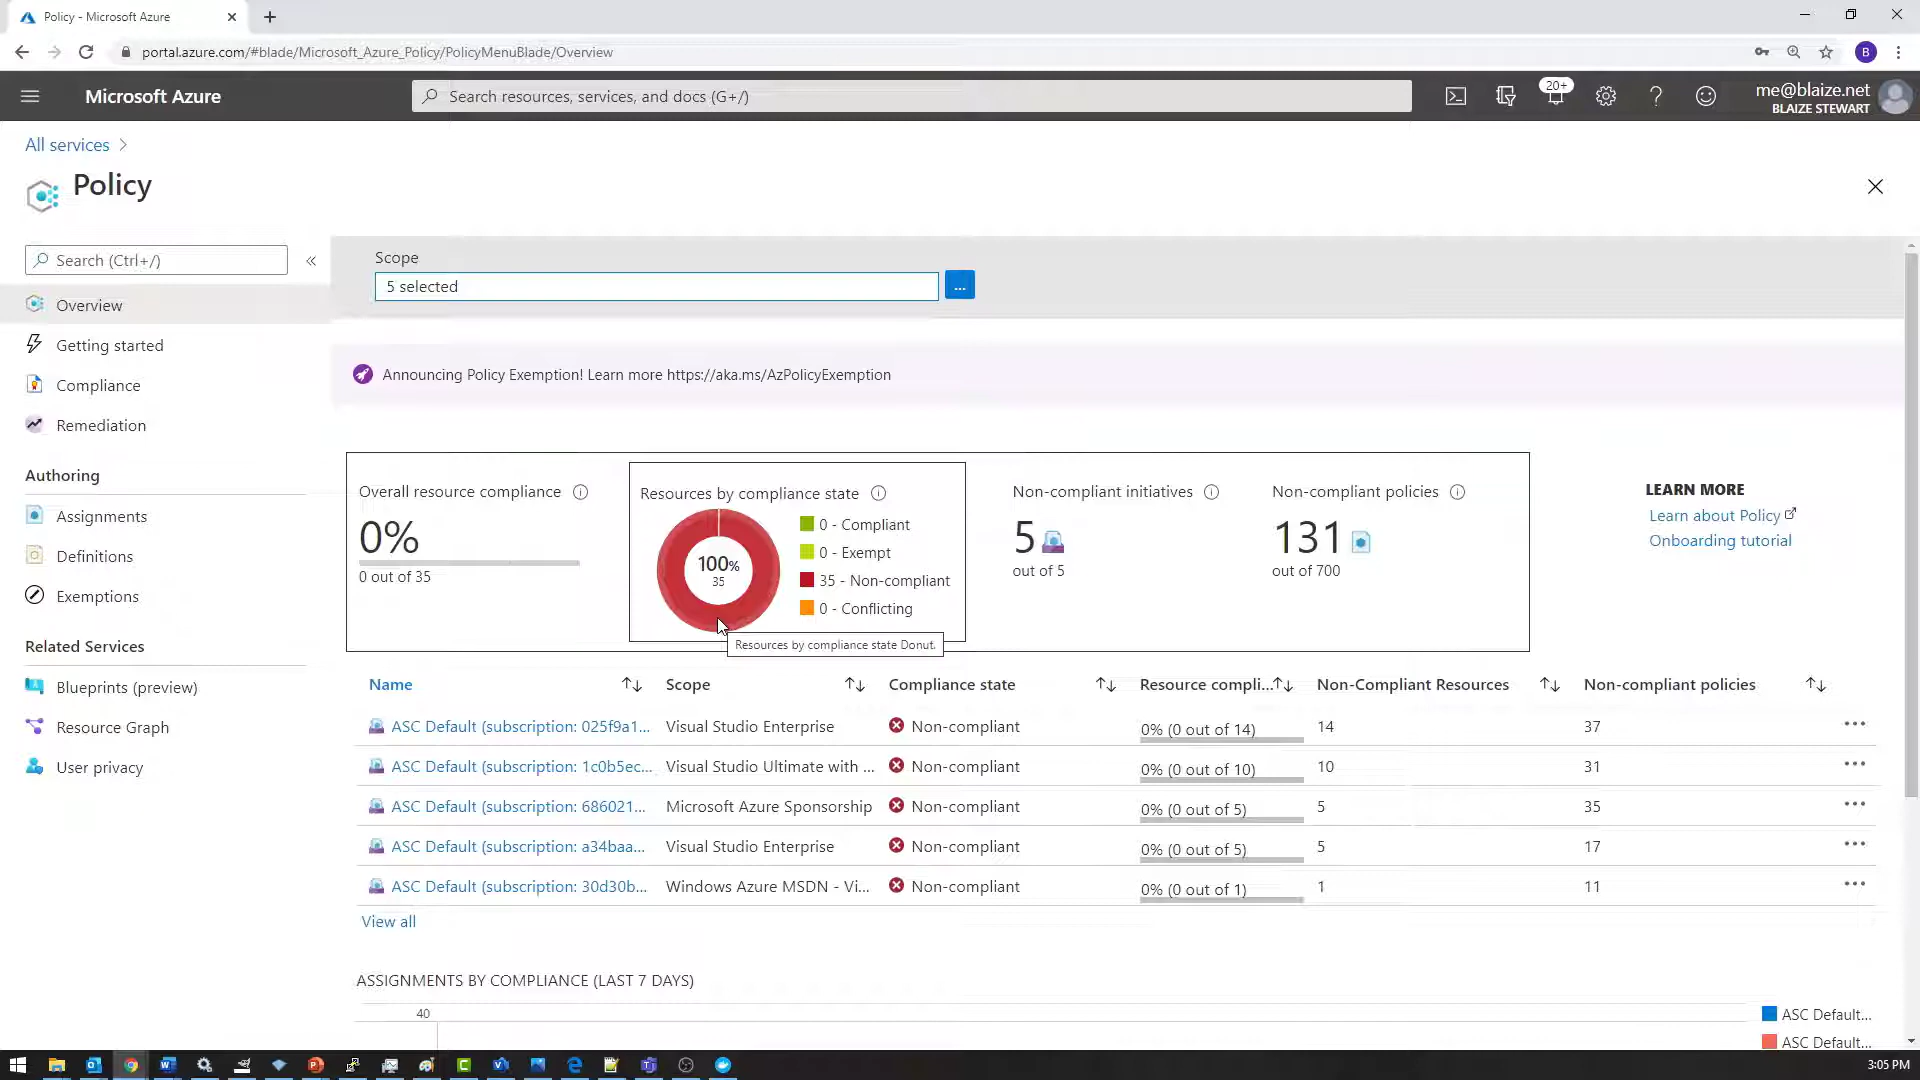 Policy - Microsoft Azure
portal.azure.com/#blade/Microsoft_Azure_Policy/PolicyMenuBlade/Overview
B
Microsoft Azure
Search resources, services, and docs (G+/)
20+
me@blaize.net
BLAIZE STEWART
All services
Policy
Search (Ctrl+/)
Overview
Getting started
Compliance
Remediation
Authoring
Assignments
Definitions
Exemptions
Related Services
Blueprints (preview)
Resource Graph
User privacy
Scope
5 selected
...
Announcing Policy Exemption! Learn more https://aka.ms/AzPolicyExemption
Overall resource compliance
0%
0 out of 35
Resources by compliance state
100%
35
0 - Compliant
0 - Exempt
35 - Non-compliant
0 - Conflicting
Resources by compliance state Donut.
Non-compliant initiatives
5
out of 5
Non-compliant policies
131
out of 700
LEARN MORE
Learn about Policy
Onboarding tutorial
Name Scope Compliance state Resource compli... Non-Compliant Resources Non-compliant policies
ASC Default (subscription: 025f9a1... Visual Studio Enterprise Non-compliant 0% (0 out of 14) 14 37
ASC Default (subscription: 1c0b5ec... Visual Studio Ultimate with ... Non-compliant 0% (0 out of 10) 10 31
ASC Default (subscription: 686021... Microsoft Azure Sponsorship Non-compliant 0% (0 out of 5) 5 35
ASC Default (subscription: a34baa... Visual Studio Enterprise Non-compliant 0% (0 out of 5) 5 17
ASC Default (subscription: 30d30b... Windows Azure MSDN - Vi... Non-compliant 0% (0 out of 1) 1 11
View all
ASSIGNMENTS BY COMPLIANCE (LAST 7 DAYS)
40
ASC Default...
ASC Default...
3:05 PM